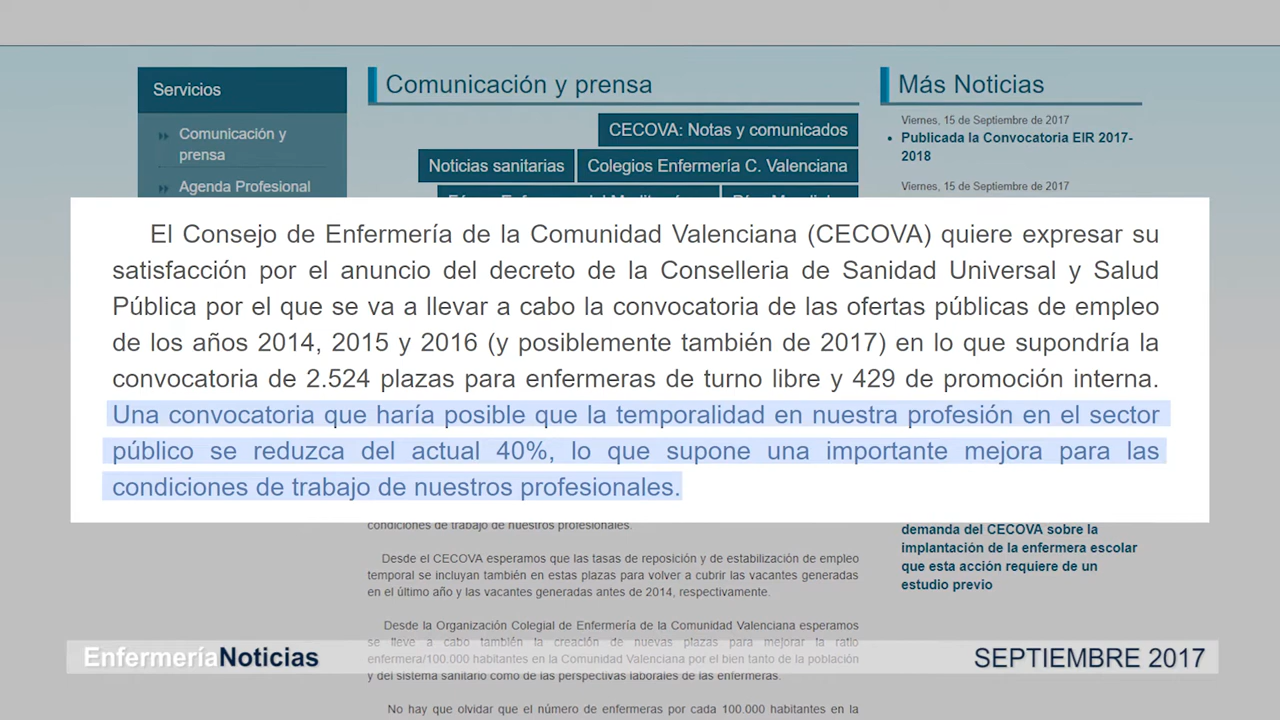 Servicios
Comunicación y
prensa
Agenda Profesional
Comunicación y prensa
CECOVA: Notas y comunicados
Noticias sanitarias
Colegios Enfermería C. Valenciana
Más Noticias
Viernes, 15 de Septiembre de 2017
Publicada la Convocatoria EIR 2017-
2018
Viernes, 15 de Septiembre de 2017
El Consejo de Enfermería de la Comunidad Valenciana (CECOVA) quiere expresar su
satisfacción por el anuncio del decreto de la Conselleria de Sanidad Universal y Salud
Pública por el que se va a llevar a cabo la convocatoria de las ofertas públicas de empleo
de los años 2014, 2015 y 2016 (y posiblemente también de 2017) en lo que supondría la
convocatoria de 2.524 plazas para enfermeras de turno libre y 429 de promoción interna.
Una convocatoria que haría posible que la temporalidad en nuestra profesión en el sector
público se reduzca del actual 40%, lo que supone una importante mejora para las
condiciones de trabajo de nuestros profesionales.
condiciones de trabajo de nuestros profesionales.
Desde el CECOVA esperamos que las tasas de reposición y de estabilización de empleo
temporal se incluyan también en estas plazas para volver a cubrir las vacantes generadas
en el último año y las vacantes generadas antes de 2014, respectivamente.
Desde la Organización Colegial de Enfermería de la Comunidad Valenciana esperamos
se lleve a cabo también la creación de nuevas plazas para mejorar la ratio
enfermera/100.000 habitantes en la Comunidad Valenciana por el bien tanto de la población
y del sistema sanitario como de las perspectivas laborales de las enfermeras.
No hay que olvidar que el número de enfermeras por cada 100.000 habitantes en la
demanda del CECOVA sobre la
implantación de la enfermera escolar
que esta acción requiere de un
estudio previo
EnfermeríaNoticias
SEPTIEMBRE 2017